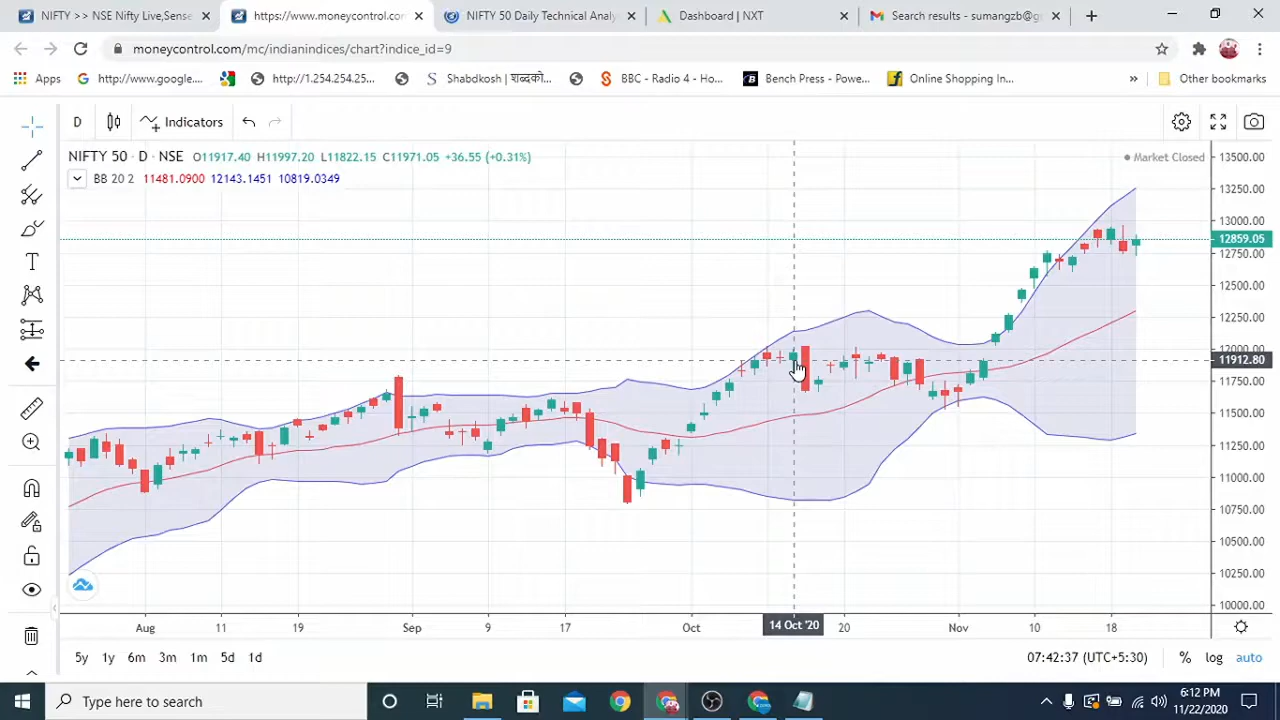 NIFTY >> NSE Nifty Live,Sense
https://www.moneycontrol.com
NIFTY 50 Daily Technical Analy
Dashboard | NXT
Search results - sumangzb@g
moneycontrol.com/mc/indianindices/chart?indice_id=9
Apps
http://www.google....
http://1.254.254.25...
Shabdkosh | शब्दको...
BBC - Radio 4 - Ho...
Bench Press - Powe...
Online Shopping In...
Other bookmarks
D
Indicators
NIFTY 50 · D · NSE O11917.40 H11997.20 L11822.15 C11971.05 +36.55 (+0.31%)
Market Closed
BB 20 2 11481.0900 12143.1451 10819.0349
13500.00
13250.00
13000.00
12859.05
12750.00
12500.00
12250.00
12000.00
11912.80
11750.00
11500.00
11250.00
11000.00
10750.00
10500.00
10250.00
10000.00
Aug 11 19 Sep 9 17 Oct 14 Oct '20 20 Nov 10 18
5y 1y 6m 3m 1m 5d 1d
07:42:37 (UTC+5:30) % log auto
Type here to search
6:12 PM
11/22/2020